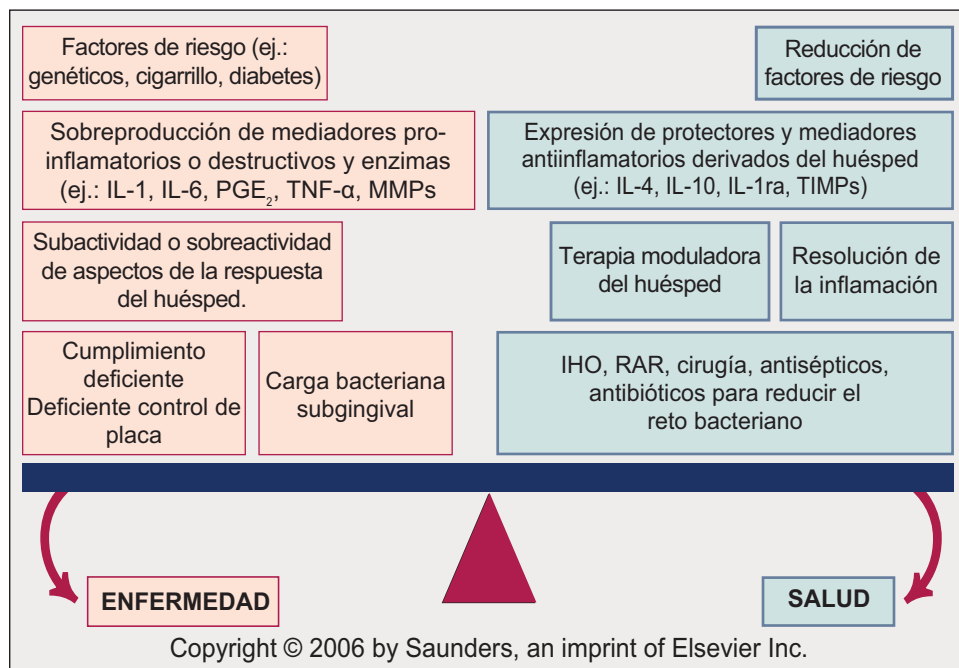 Factores de riesgo (ej.:
genéticos, cigarrillo, diabetes)
Reducción de
factores de riesgo
Sobreproducción de mediadores pro-
inflamatorios o destructivos y enzimas
(ej.: IL-1, IL-6, PGE₂, TNF-α, MMPs
Expresión de protectores y mediadores
antiinflamatorios derivados del huésped
(ej.: IL-4, IL-10, IL-1ra, TIMPs)
Subactividad o sobreactividad
de aspectos de la respuesta
del huésped.
Terapia moduladora
del huésped
Resolución de
la inflamación
Cumplimiento
deficiente
Deficiente control de
placa
Carga bacteriana
subgingival
IHO, RAR, cirugía, antisépticos,
antibióticos para reducir el
reto bacteriano
ENFERMEDAD
SALUD
Copyright © 2006 by Saunders, an imprint of Elsevier Inc.